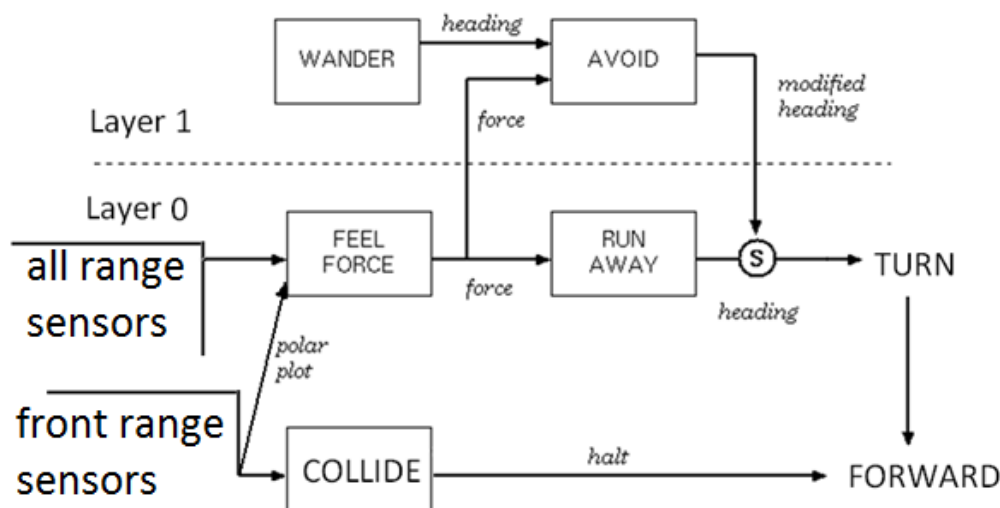 heading
WANDER
AVOID
modified
heading
force
Layer 1
Layer 0
all range
sensors
FEEL
FORCE
force
RUN
AWAY
S
heading
TURN
polar
plot
front range
sensors
COLLIDE
halt
FORWARD